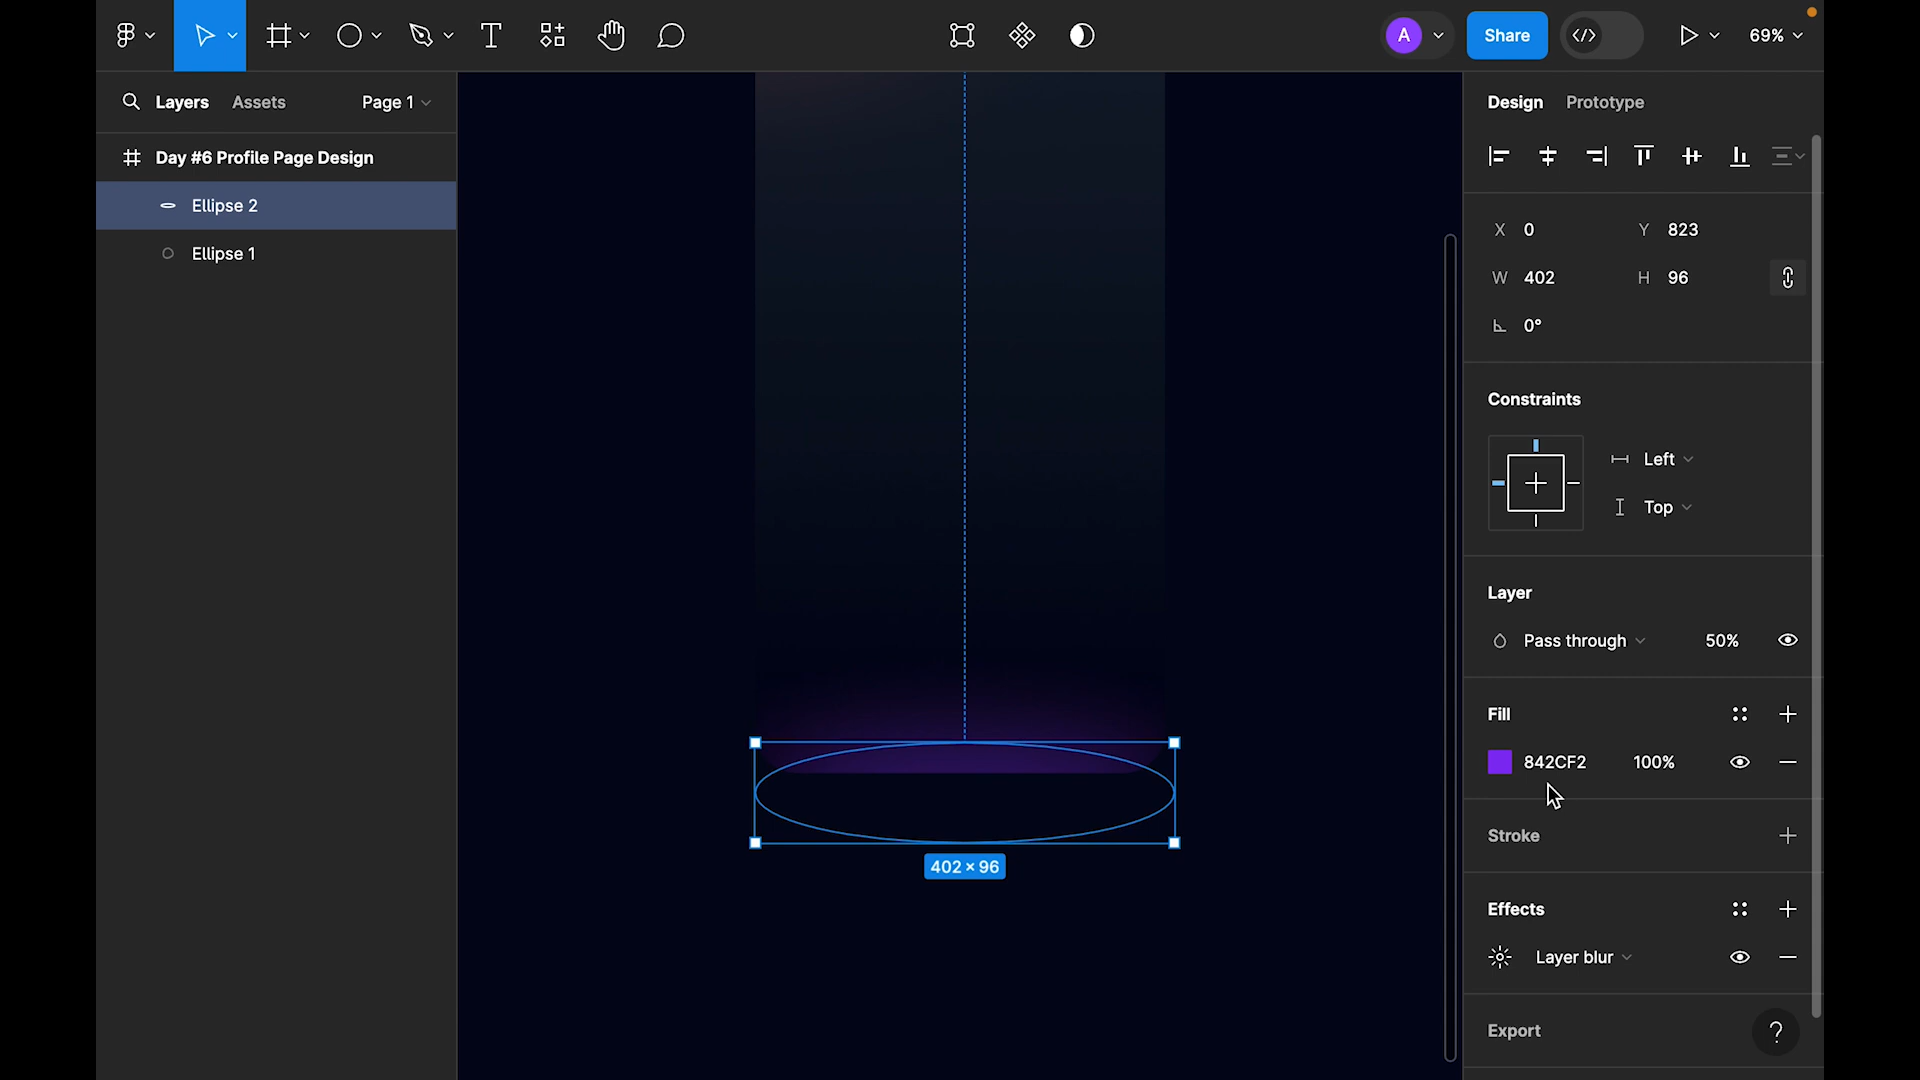 A
Share
69%
Layers Assets Page 1
Design Prototype
Day #6 Profile Page Design
Ellipse 2
Ellipse 1
X 0 Y 823
W 402 H 96
0°
Constraints
Left
Top
Layer
Pass through 50%
Fill
842CF2 100%
Stroke
402 × 96
Effects
Layer blur
Export
?